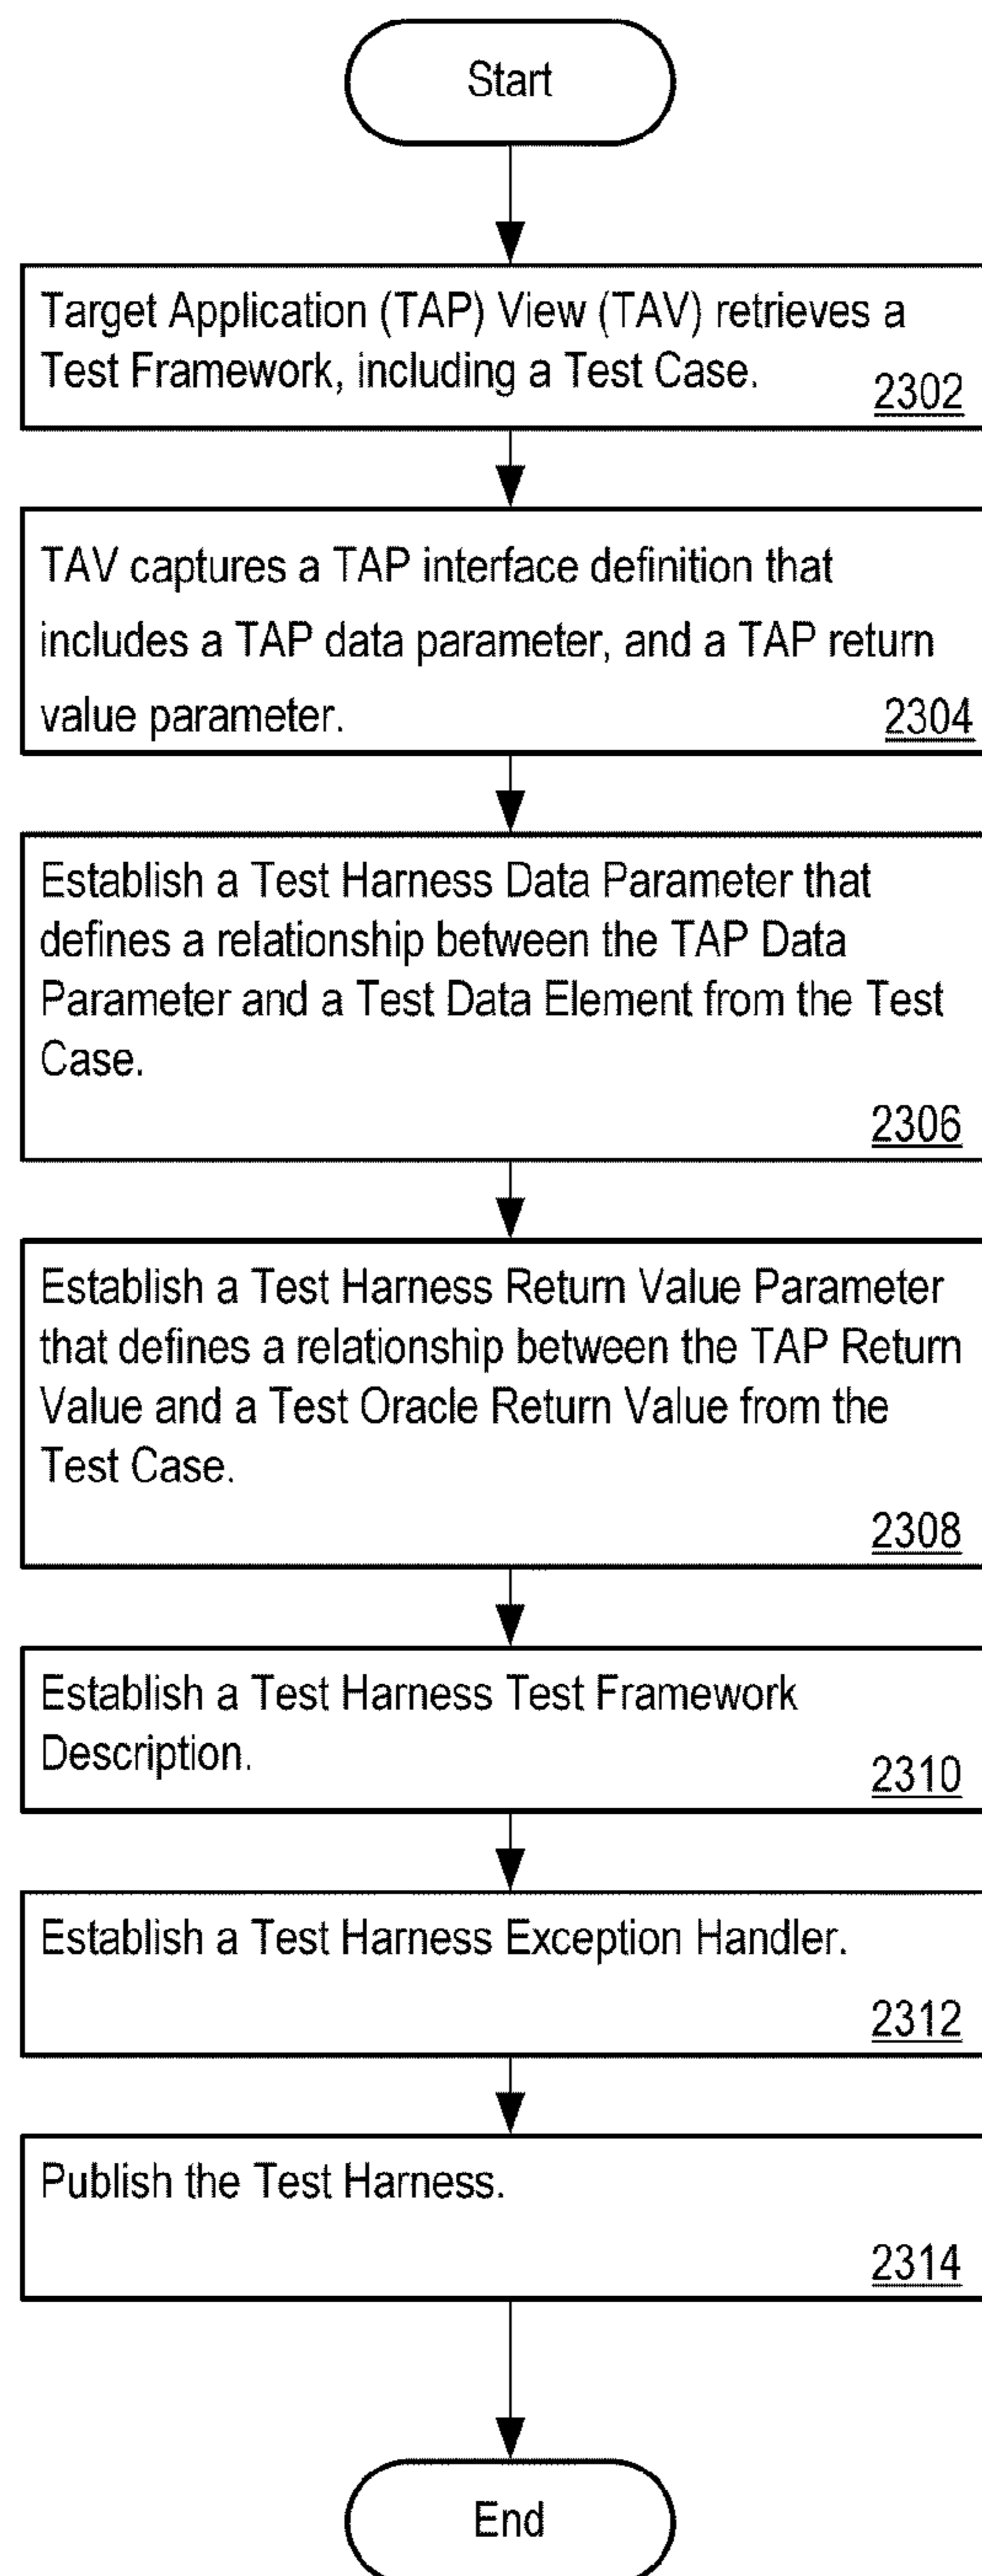 Start
Target Application (TAP) View (TAV) retrieves a
Test Framework, including a Test Case.
2302
TAV captures a TAP interface definition that
includes a TAP data parameter, and a TAP return
value parameter.
2304
Establish a Test Harness Data Parameter that
defines a relationship between the TAP Data
Parameter and a Test Data Element from the Test
Case.
2306
Establish a Test Harness Return Value Parameter
that defines a relationship between the TAP Return
Value and a Test Oracle Return Value from the
Test Case.
2308
Establish a Test Harness Test Framework
Description.
2310
Establish a Test Harness Exception Handler.
2312
Publish the Test Harness.
2314
End